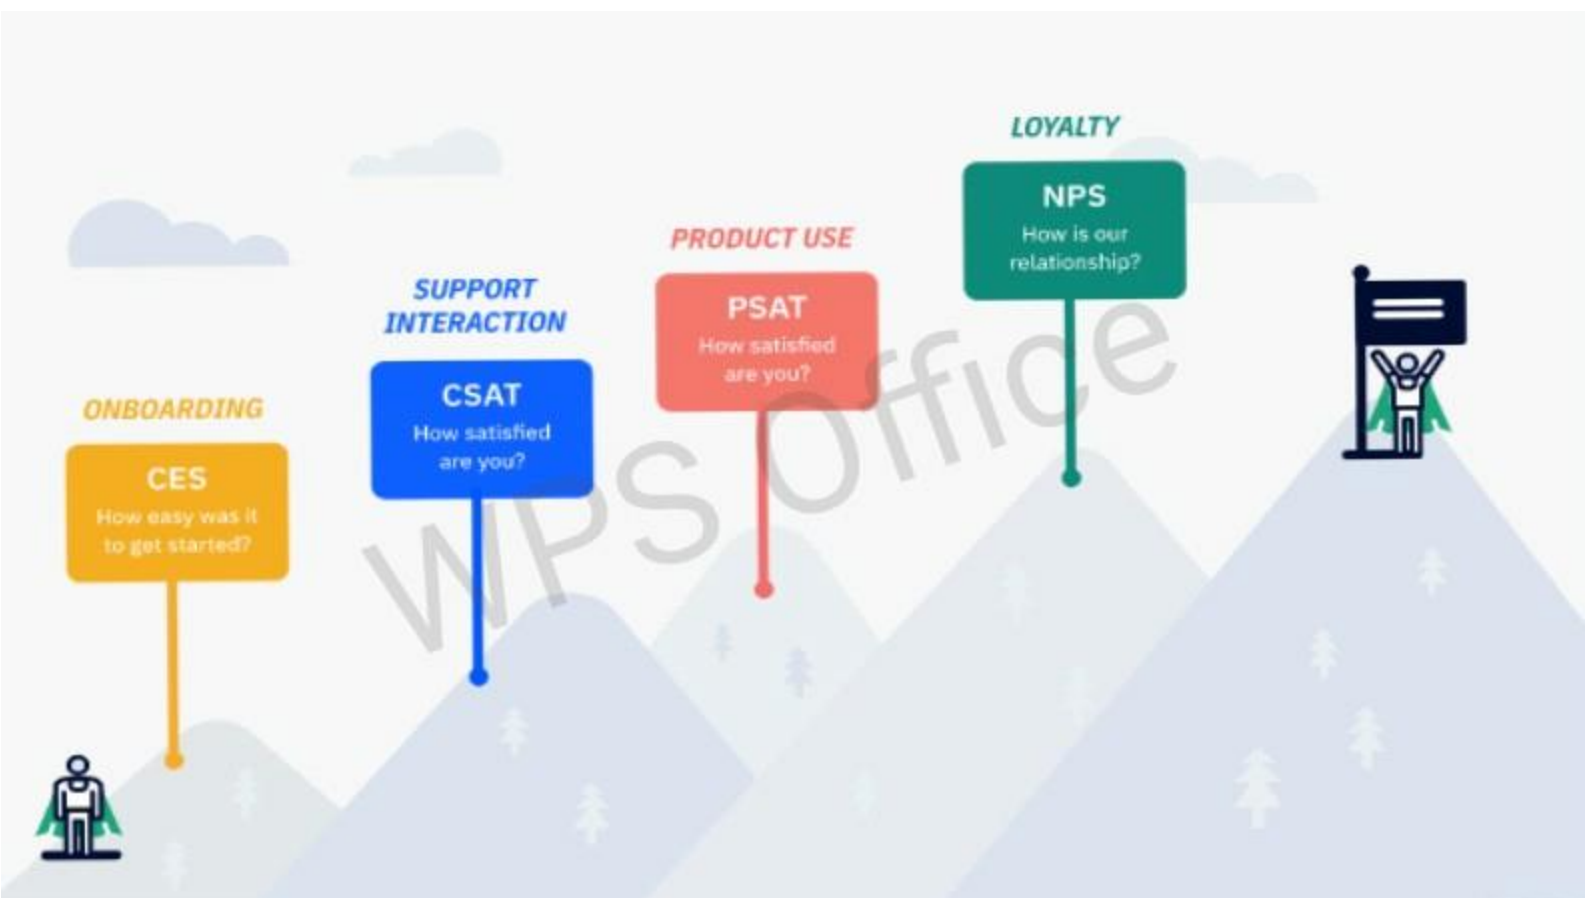 ONBOARDING
CES
How easy was it
to get started?
SUPPORT
INTERACTION
CSAT
How satisfied
are you?
PRODUCT USE
PSAT
How satisfied
are you?
LOYALTY
NPS
How is our
relationship?
WPS Office